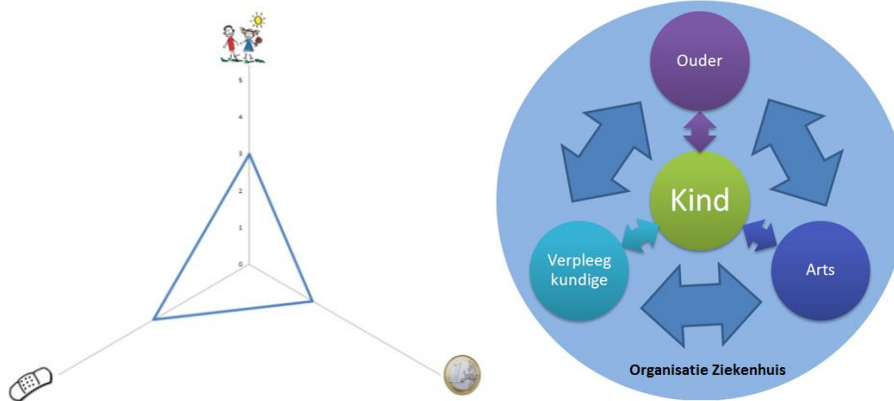 5
4
3
2
1
0
Ouder
Kind
Verpleeg
kundige
Arts
Organisatie Ziekenhuis